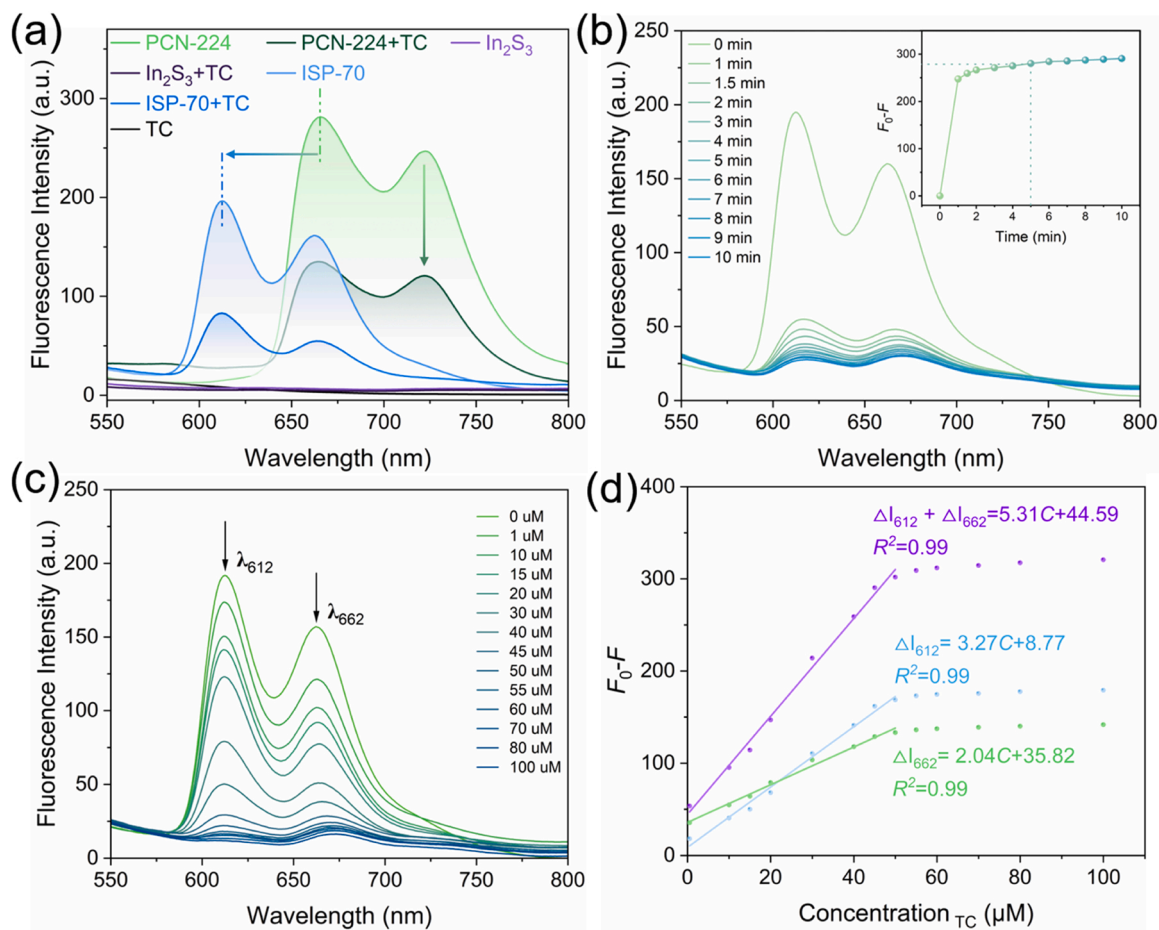 (a)
PCN-224 PCN-224+TC In₂S₃
In₂S₃+TC ISP-70
ISP-70+TC
TC
Fluorescence Intensity (a.u.)
300
200
100
0
550 600 650 700 750 800
Wavelength (nm)
(b)
0 min
1 min
1.5 min
2 min
3 min
4 min
5 min
6 min
7 min
8 min
9 min
10 min
Fluorescence Intensity (a.u.)
250
200
150
100
50
0
550 600 650 700 750 800
Wavelength (nm)
F₀-F
300
200
100
0
0 2 4 6 8 10
Time (min)
(c)
λ₆₁₂
λ₆₆₂
0 uM
1 uM
10 uM
15 uM
20 uM
30 uM
40 uM
45 uM
50 uM
55 uM
60 uM
70 uM
80 uM
100 uM
Fluorescence Intensity (a.u.)
250
200
150
100
50
0
550 600 650 700 750 800
Wavelength (nm)
(d)
△I₆₁₂ + △I₆₆₂=5.31C+44.59
R²=0.99
△I₆₁₂= 3.27C+8.77
R²=0.99
△I₆₆₂= 2.04C+35.82
R²=0.99
F₀-F
400
300
200
100
0
0 20 40 60 80 100
Concentration TC (μM)